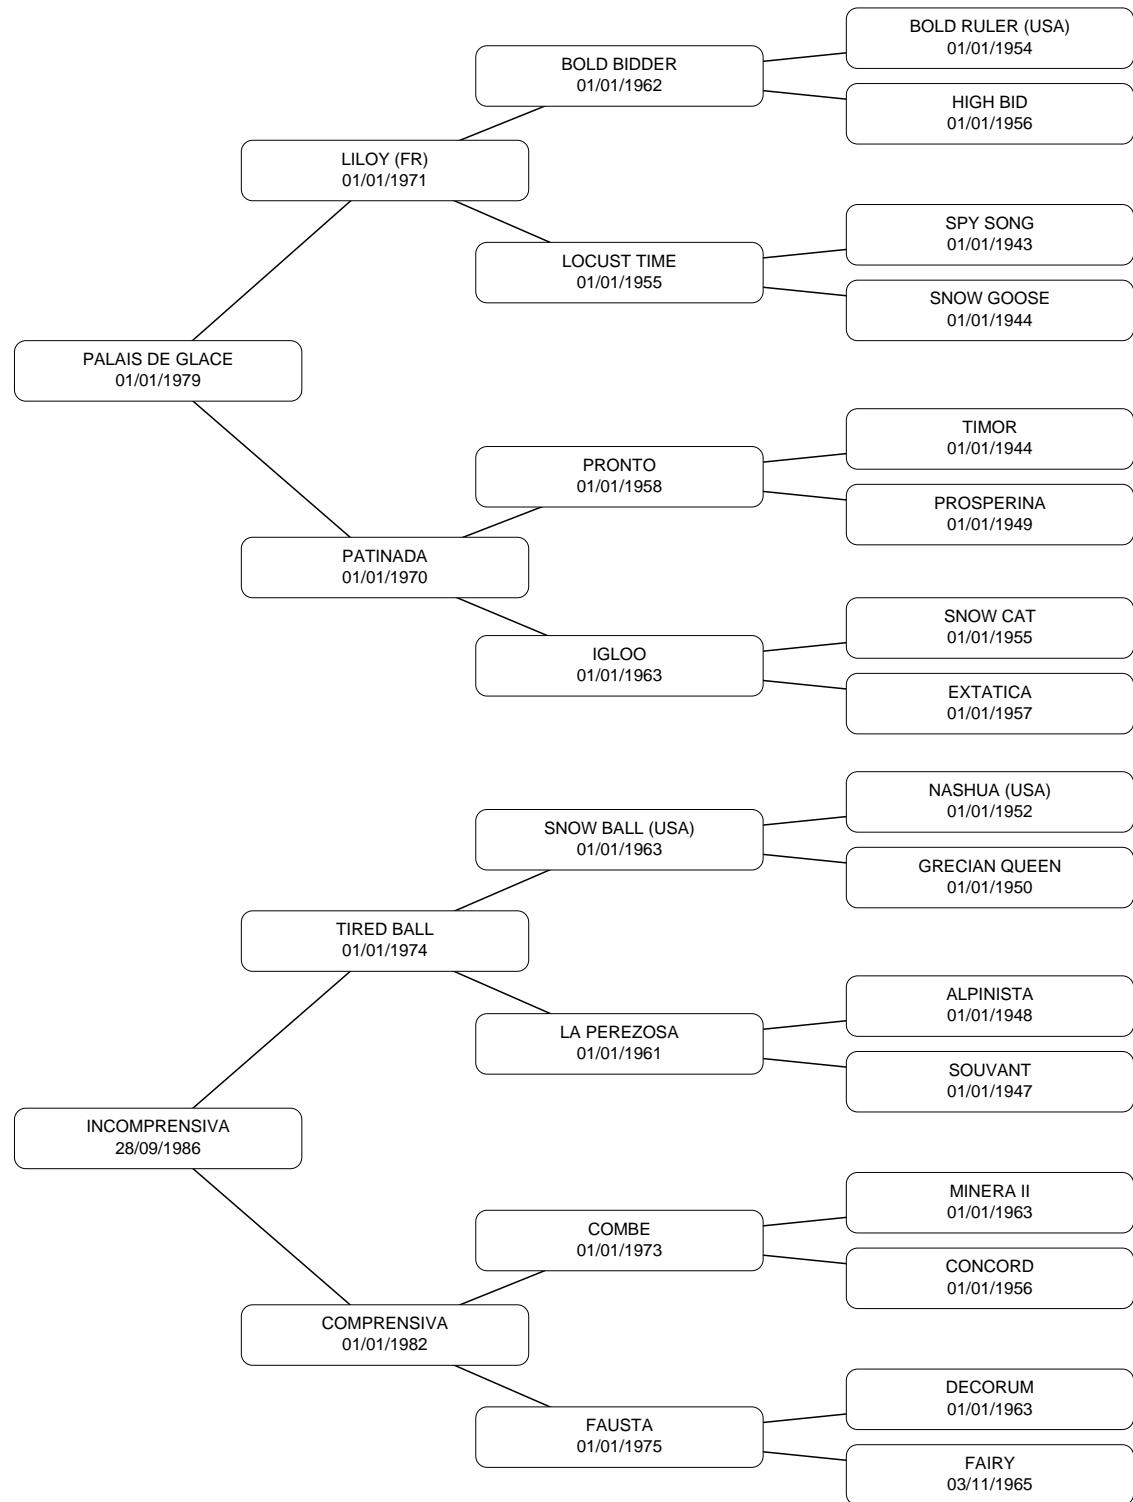 BOLD RULER (USA)
01/01/1954
BOLD BIDDER
01/01/1962
HIGH BID
01/01/1956
LILOY (FR)
01/01/1971
SPY SONG
01/01/1943
LOCUST TIME
01/01/1955
SNOW GOOSE
01/01/1944
PALAIS DE GLACE
01/01/1979
TIMOR
01/01/1944
PRONTO
01/01/1958
PROSPERINA
01/01/1949
PATINADA
01/01/1970
SNOW CAT
01/01/1955
IGLOO
01/01/1963
EXTATICA
01/01/1957
NASHUA (USA)
01/01/1952
SNOW BALL (USA)
01/01/1963
GRECIAN QUEEN
01/01/1950
TIRED BALL
01/01/1974
ALPINISTA
01/01/1948
LA PEREZOSA
01/01/1961
SOUVANT
01/01/1947
INCOMPRENSIVA
28/09/1986
MINERA II
01/01/1963
COMBE
01/01/1973
CONCORD
01/01/1956
COMPRENSIVA
01/01/1982
DECORUM
01/01/1963
FAUSTA
01/01/1975
FAIRY
03/11/1965